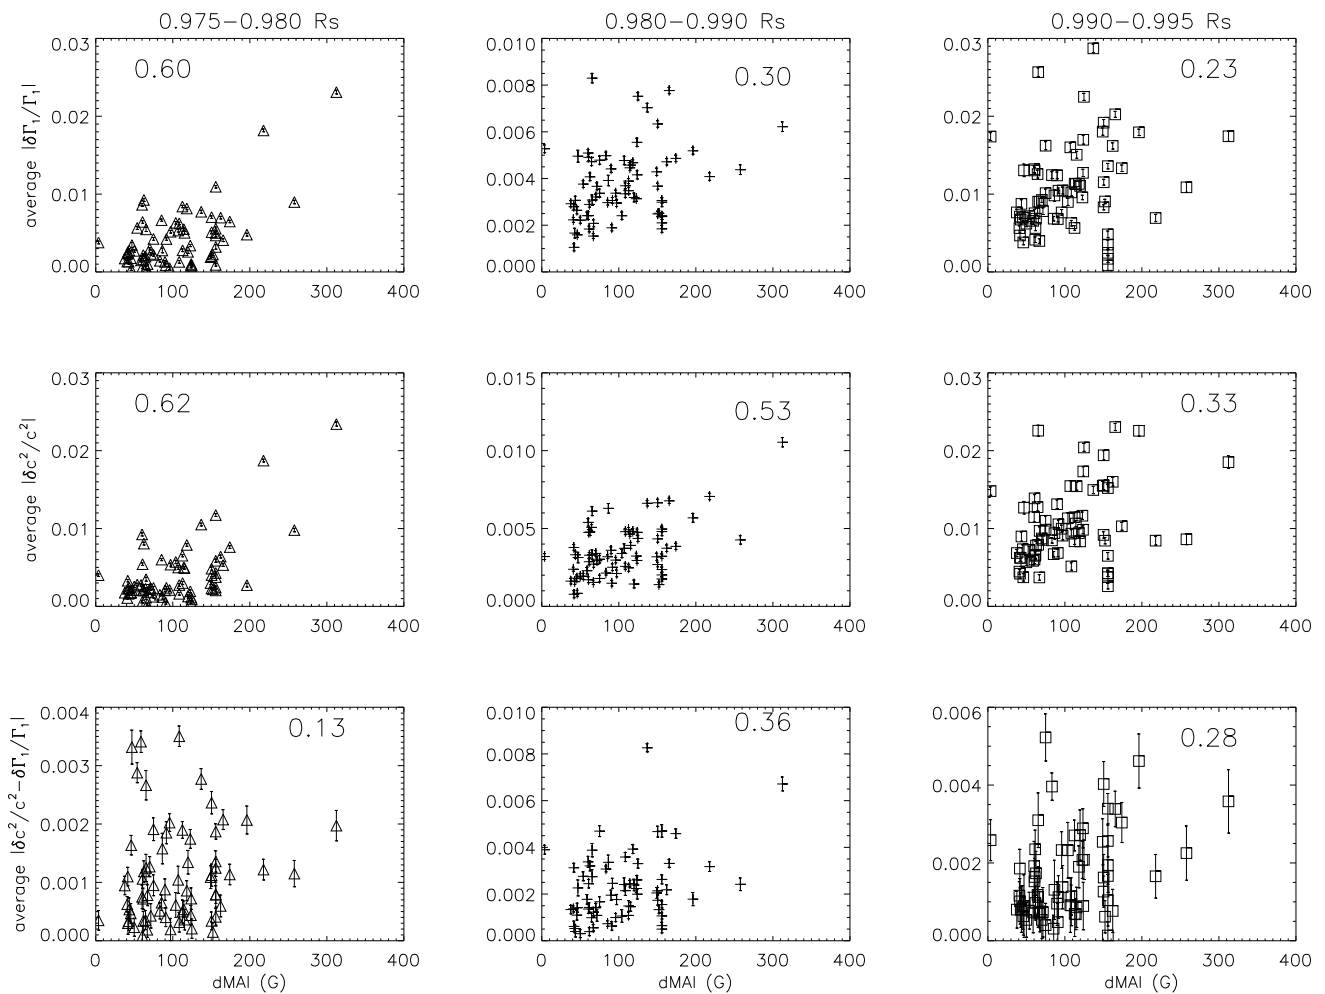 0.975−0.980 Rs 0.980−0.990 Rs 0.990−0.995 Rs
0.03 0.010 0.03
0.60 0.30 0.23
0.008
0.02 0.006 0.02
average |δΓ₁/Γ₁|
0.004
0.01 0.01
0.002
0.00 0.000 0.00
0 100 200 300 400 0 100 200 300 400 0 100 200 300 400
0.03 0.015 0.03
0.62 0.53 0.33
0.02 0.010 0.02
average |δc²/c²|
0.01 0.005 0.01
0.00 0.000 0.00
0 100 200 300 400 0 100 200 300 400 0 100 200 300 400
0.004 0.010 0.006
0.13 0.36 0.28
0.008
0.003
0.004
0.006
0.002
average |δc²/c²−δΓ₁/Γ₁|
0.004
0.002
0.001
0.002
0.000 0.000 0.000
0 100 200 300 400 0 100 200 300 400 0 100 200 300 400
dMAI (G) dMAI (G) dMAI (G)